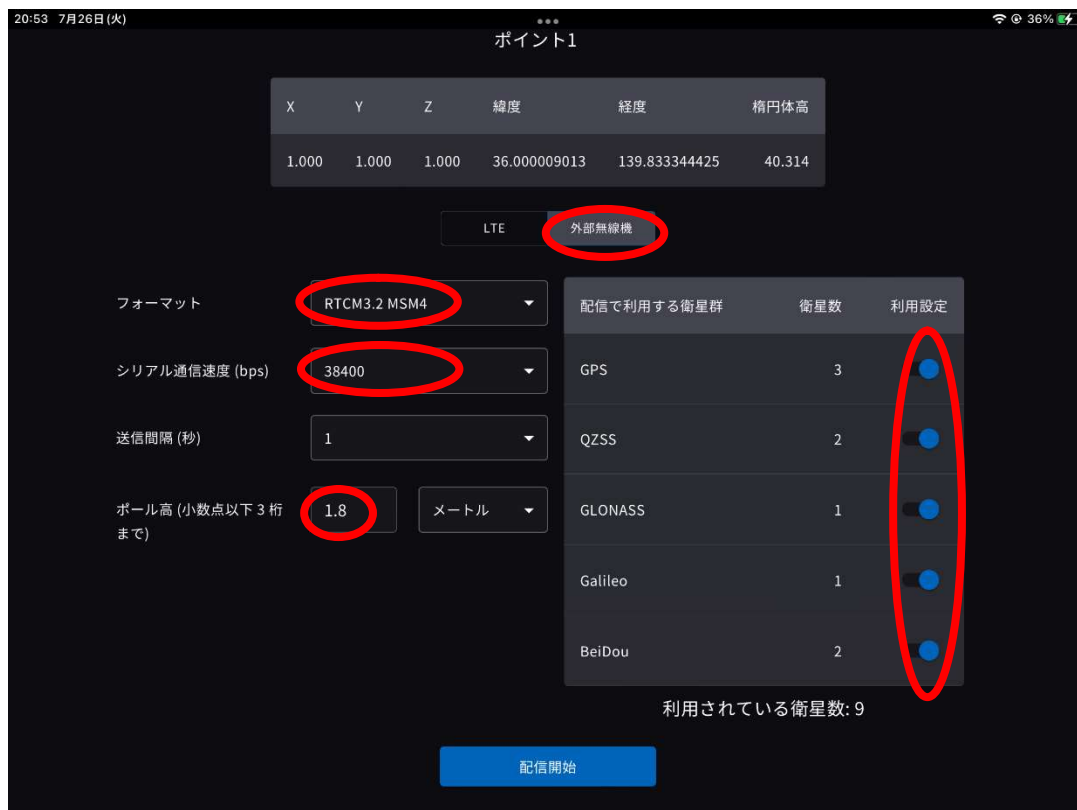 20:53 7月26日(火)
36%
ポイント1
X Y Z 緯度 経度 楕円体高
1.000 1.000 1.000 36.000009013 139.833344425 40.314
LTE 外部無線機
フォーマット RTCM3.2 MSM4
シリアル通信速度 (bps) 38400
送信間隔 (秒) 1
ポール高 (小数点以下 3 桁
まで)
1.8 メートル
配信で利用する衛星群 衛星数 利用設定
GPS 3
QZSS 2
GLONASS 1
Galileo 1
BeiDou 2
利用されている衛星数: 9
配信開始